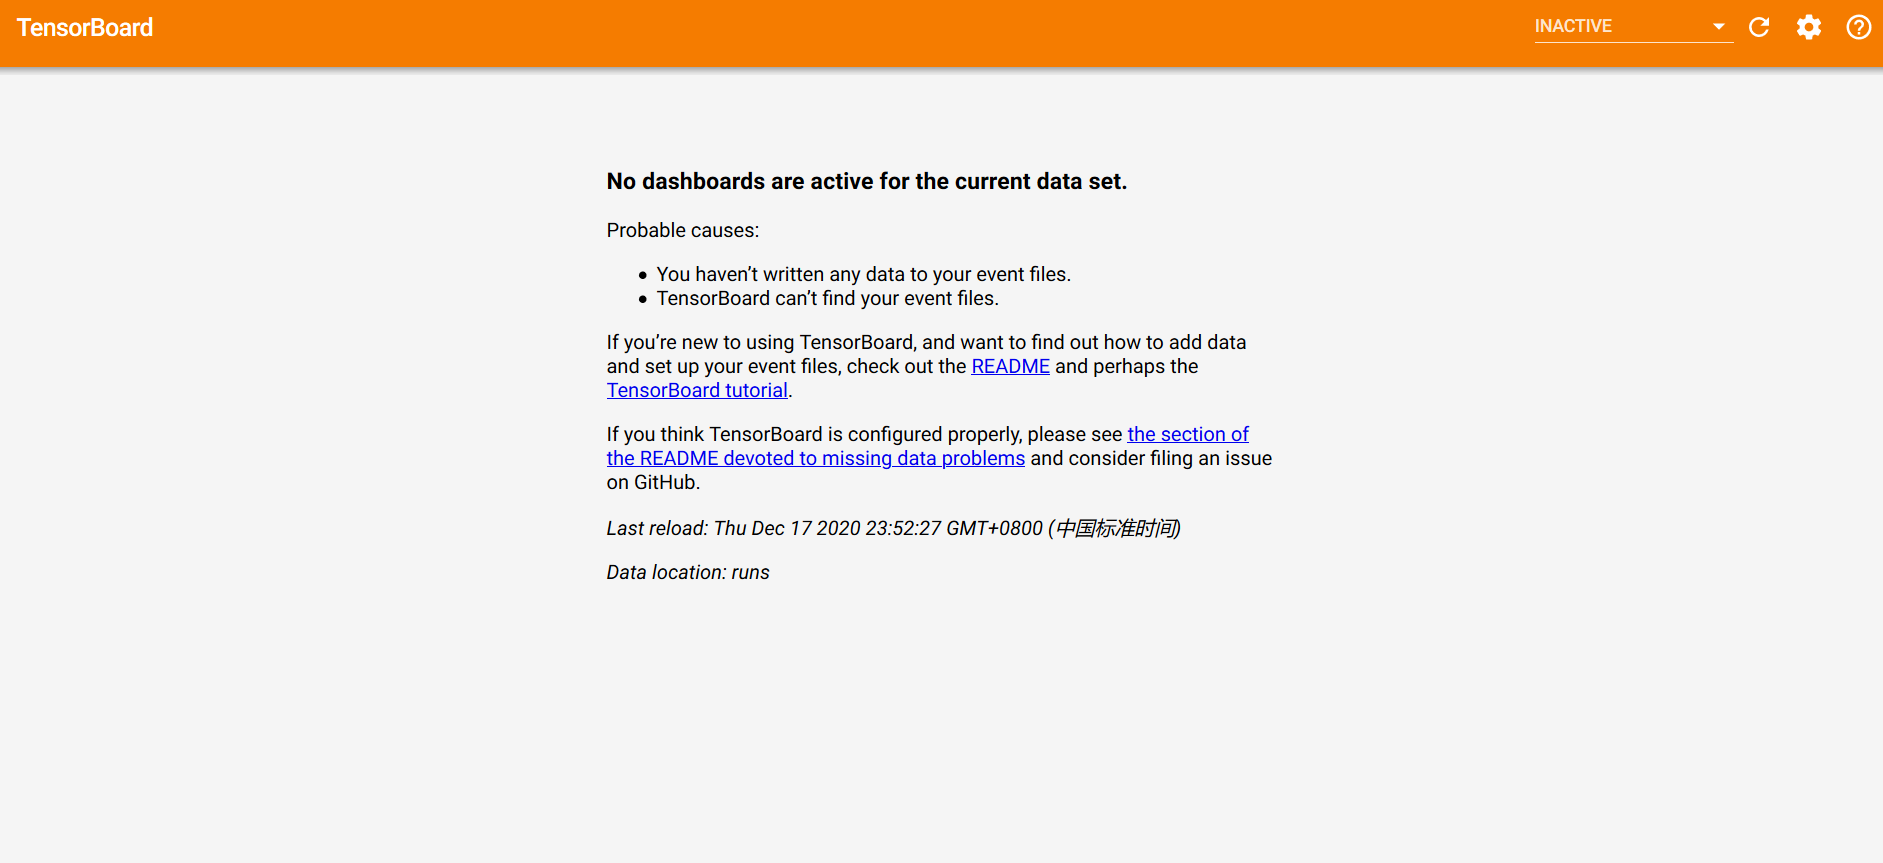 TensorBoard
INACTIVE
No dashboards are active for the current data set.
Probable causes:
You haven’t written any data to your event files.
TensorBoard can’t find your event files.
If you’re new to using TensorBoard, and want to find out how to add data
and set up your event files, check out the README and perhaps the
TensorBoard tutorial.
If you think TensorBoard is configured properly, please see the section of
the README devoted to missing data problems and consider filing an issue
on GitHub.
Last reload: Thu Dec 17 2020 23:52:27 GMT+0800 (中国标准时间)
Data location: runs